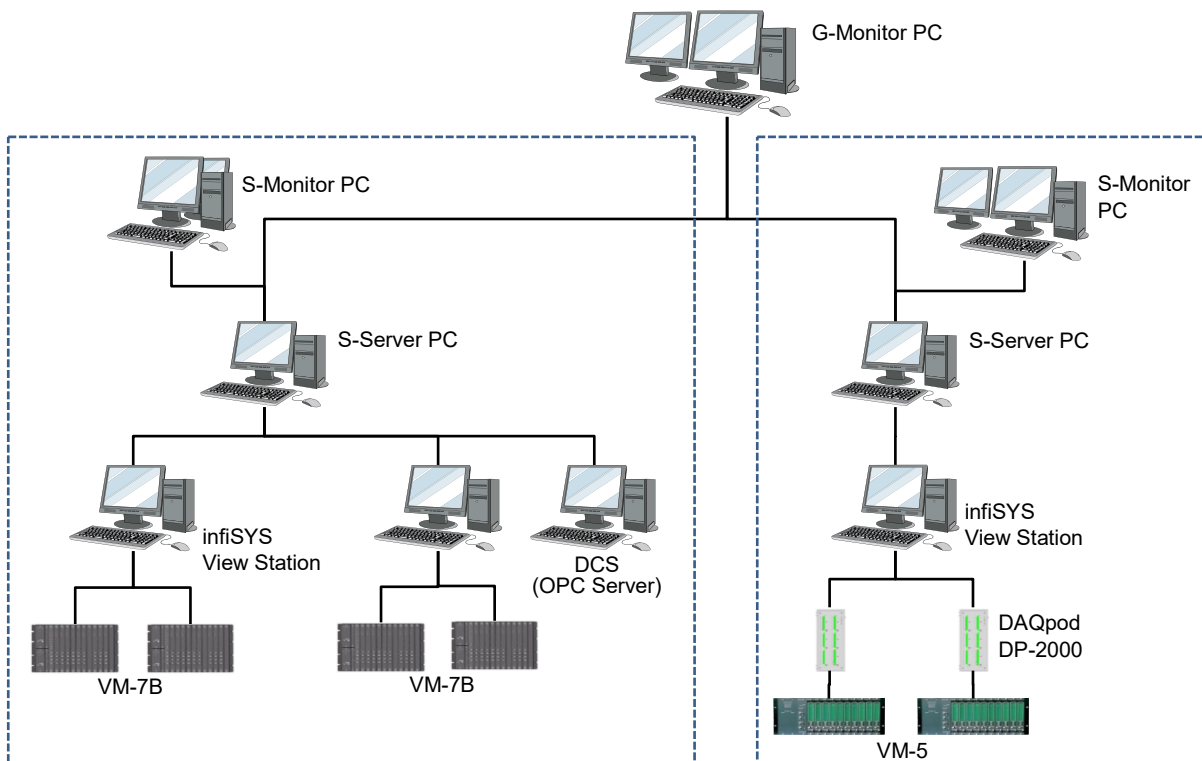 G-Monitor PC
S-Monitor PC
S-Monitor
PC
S-Server PC
S-Server PC
infiSYS
View Station
DCS
(OPC Server)
infiSYS
View Station
DAQpod
DP-2000
VM-7B
VM-7B
VM-5